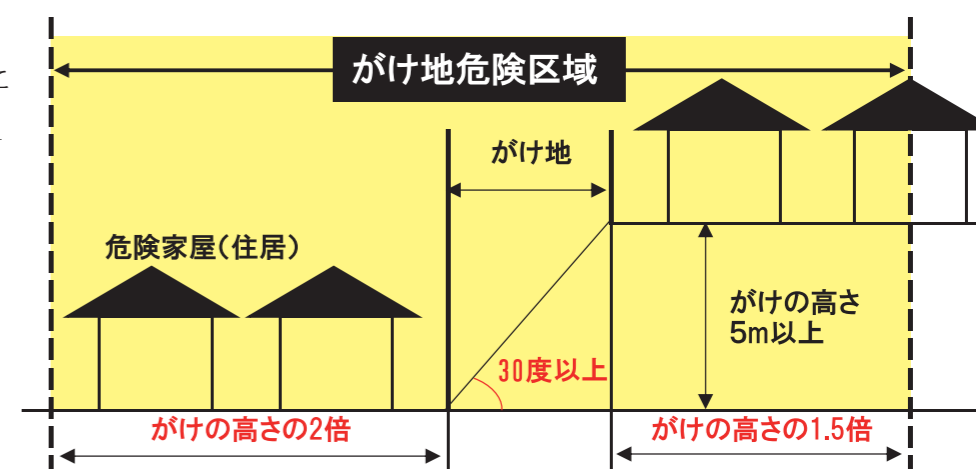 がけ地危険区域
がけ地
危険家屋（住居）
がけの高さ
5m以上
30度以上
がけの高さの2倍
がけの高さの1.5倍